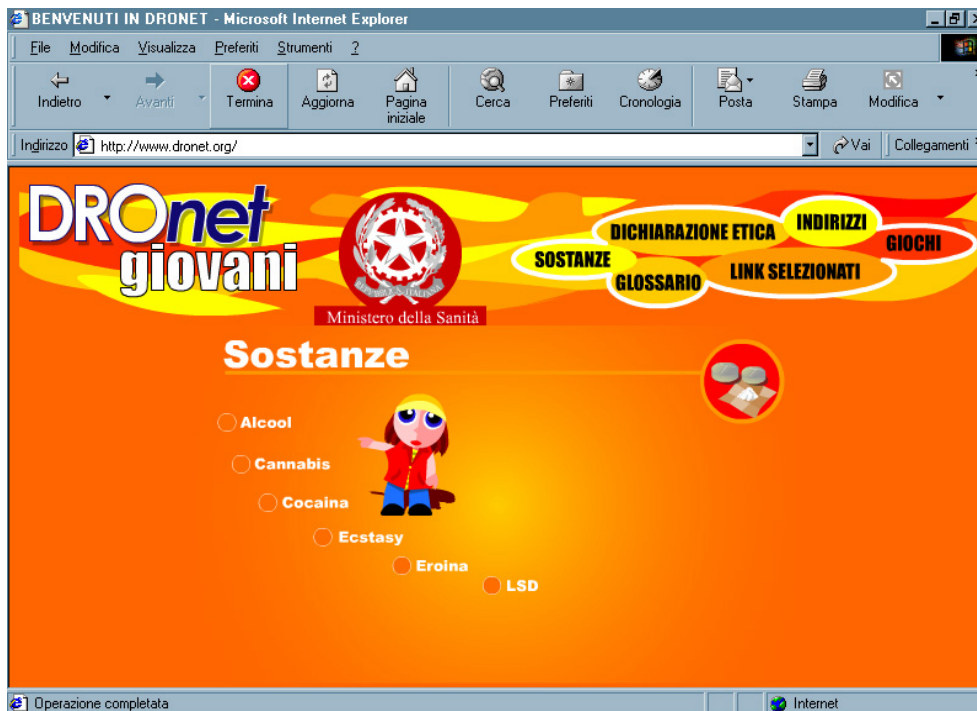 BENVENUTI IN DRONET - Microsoft Internet Explorer
File Modifica Visualizza Preferiti Strumenti ?
Indietro Avanti Termina Aggiorna Pagina iniziale Cerca Preferiti Cronologia Posta Stampa Modifica
Indirizzo http://www.dronet.org/ Vai Collegamenti
DROnet
giovani
Ministero della Sanità
SOSTANZE
DICHIARAZIONE ETICA
GLOSSARIO
INDIRIZZI
LINK SELEZIONATI
GIOCHI
Sostanze
Alcool
Cannabis
Cocaina
Ecstasy
Eroina
LSD
Operazione completata Internet